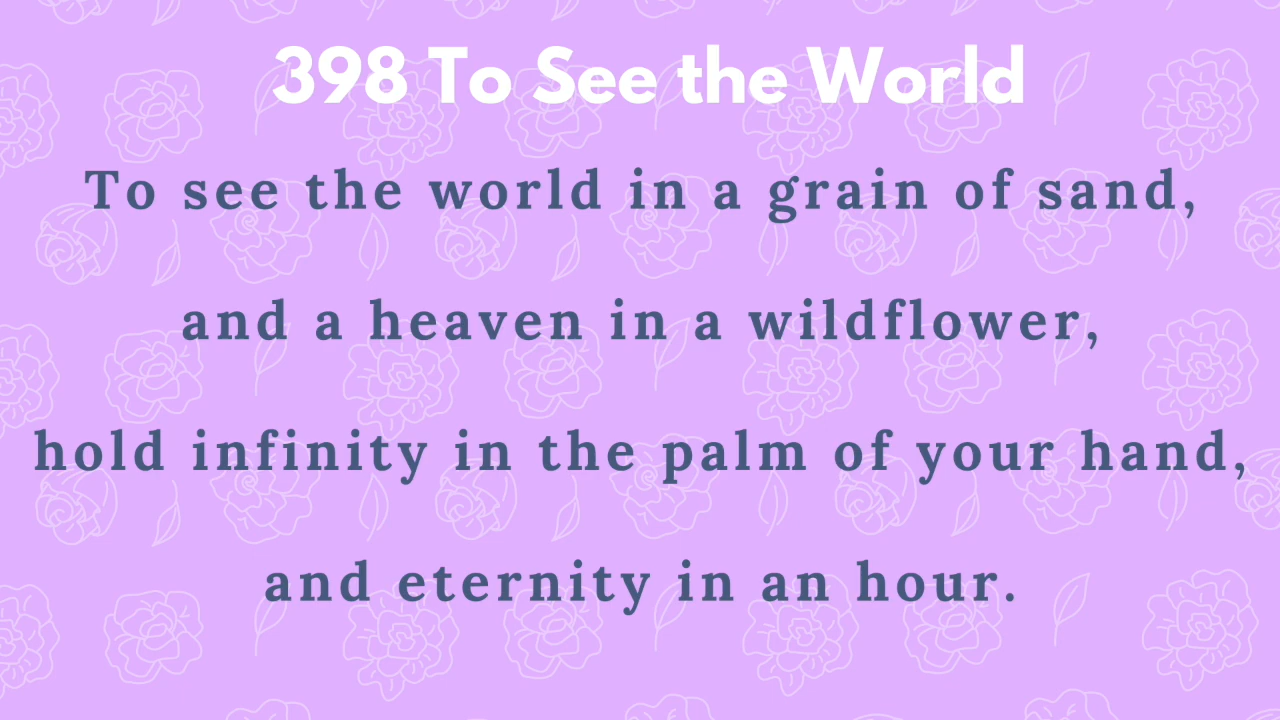 398 To See the World
To see the world in a grain of sand,
and a heaven in a wildflower,
hold infinity in the palm of your hand,
and eternity in an hour.